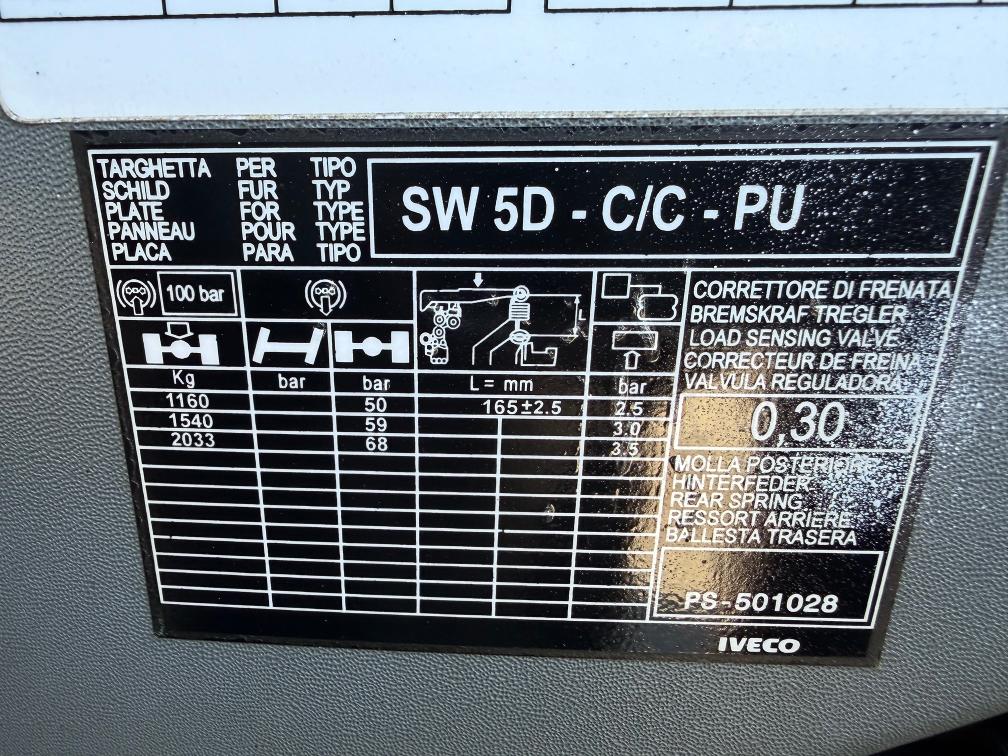 TARGHETTA PER TIPO
SCHILD FUR TYP
PLATE FOR TYPE
PANNEAU POUR TYPE
PLACA PARA TIPO
SW 5D - C/C - PU
100 bar
L
Kg bar bar L = mm bar
1160 50 165±2.5 2.5
1540 59 3.0
2033 68 3.5
CORRETTORE DI FRENATA
BREMSKRAF TREGLER
LOAD SENSING VALVE
CORRECTEUR DE FREINA
VALVULA REGULADORA
0,30
MOLLA POSTERIORE
HINTERFEDER
REAR SPRING
RESSORT ARRIERE
BALLESTA TRASERA
PS-501028
IVECO